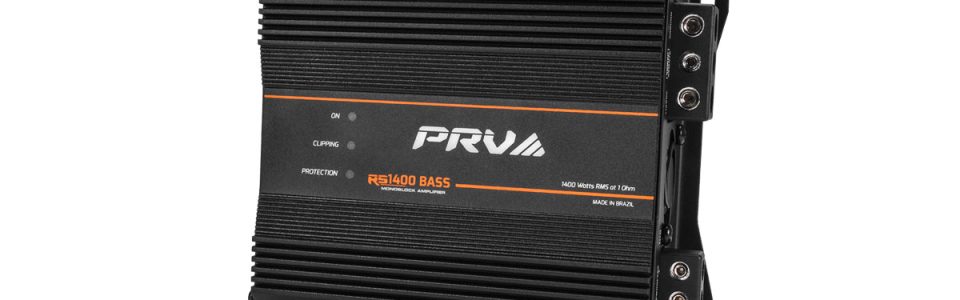 ON
CLIPPING
PROTECTION
PRV
RS1400 BASS
MONOBLOCK AMPLIFIER
1400 Watts RMS at 1 Ohm
MADE IN BRAZIL